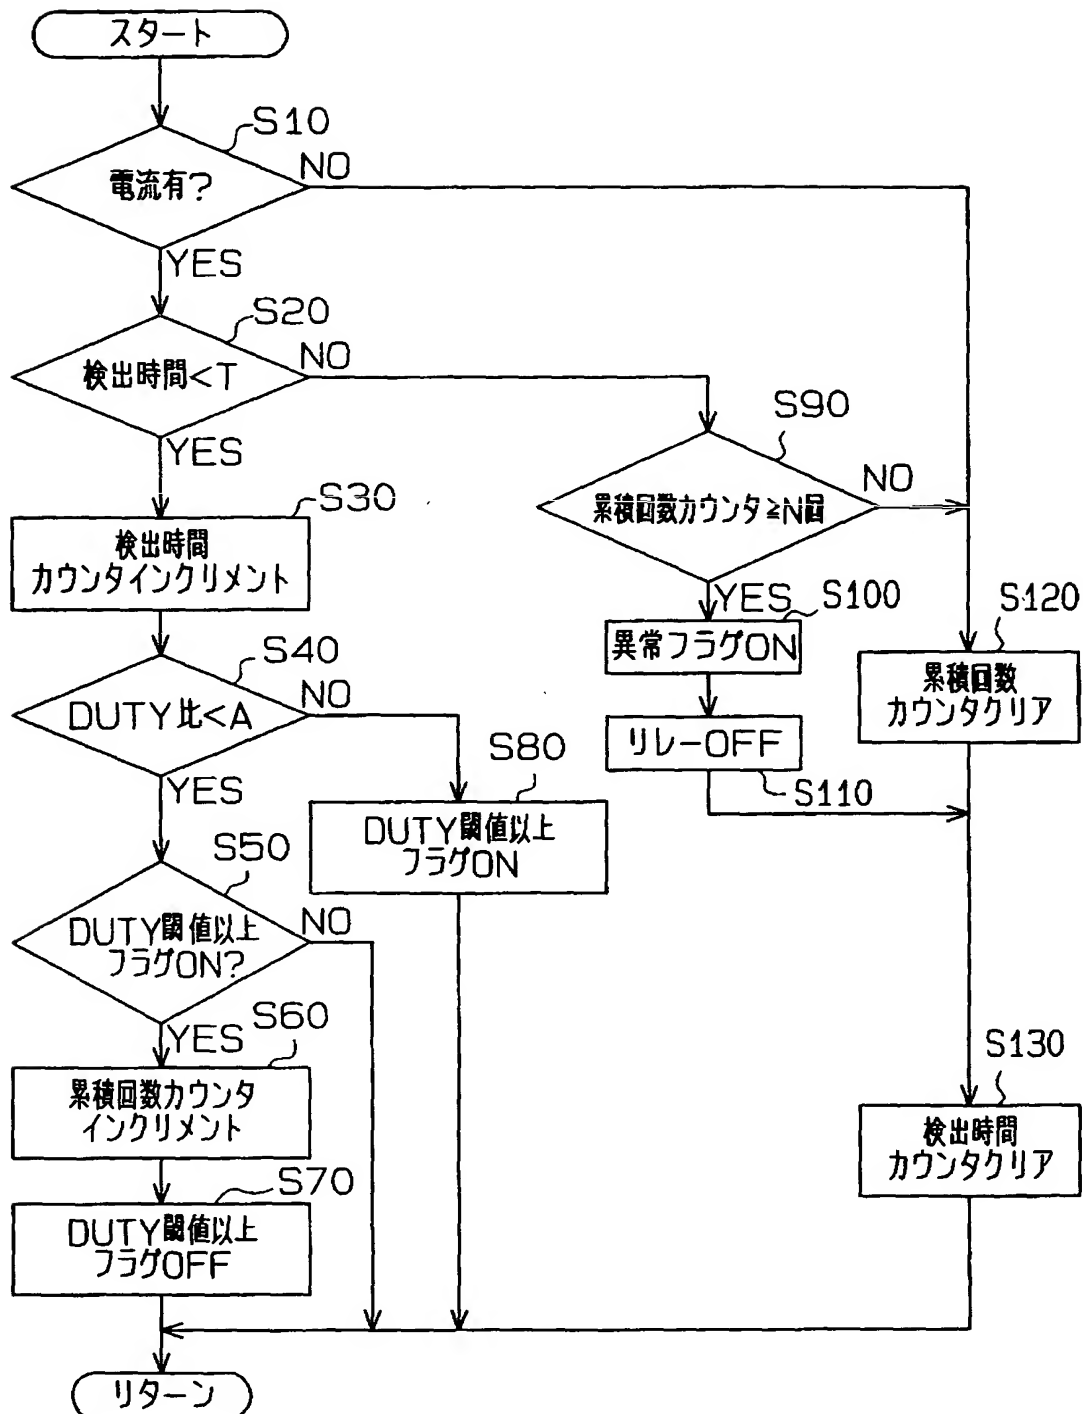 スタート
S10
電流有?
NO
YES
S20
検出時間<T
NO
YES
S90
累積回数カウンタ≧N回
NO
YES
S30
検出時間
カウンタインクリメント
S100
異常フラグON
S120
累積回数
カウンタクリア
S40
DUTY比<A
NO
YES
リレーOFF
S110
S80
DUTY閾値以上
フラグON
S50
DUTY閾値以上
フラグON?
NO
YES
S60
累積回数カウンタ
インクリメント
S130
検出時間
カウンタクリア
S70
DUTY閾値以上
フラグOFF
リターン